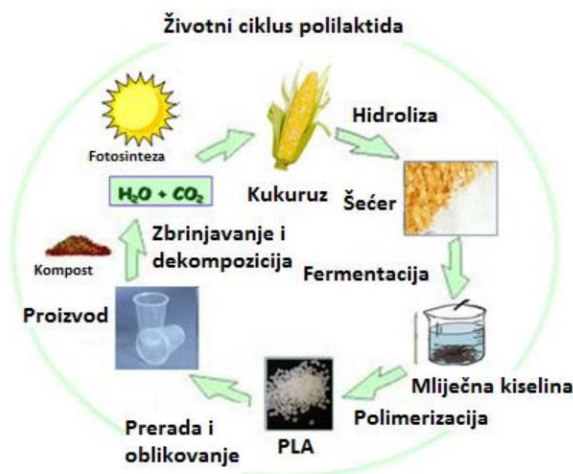 Životni ciklus polilaktida
Fotosinteza
H₂O + CO₂
Kukuruz
Hidroliza
Šećer
Fermentacija
Mliječna kiselina
Polimerizacija
PLA
Prerada i
oblikovanje
Proizvod
Kompost
Zbrinjavanje i
dekompozicija